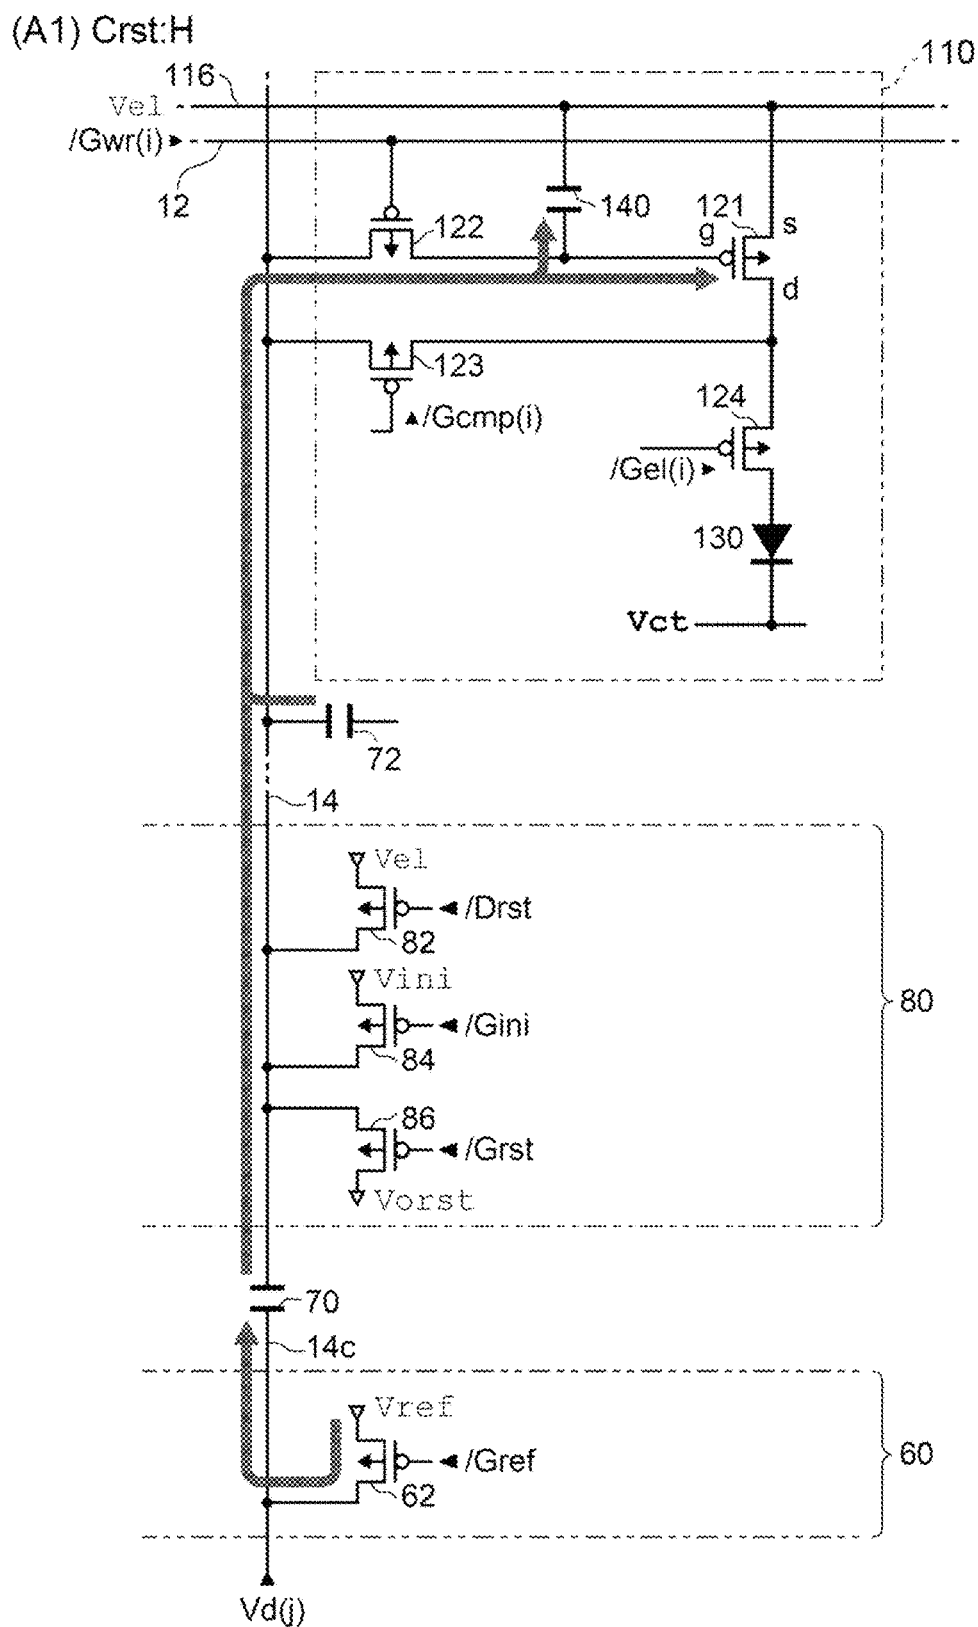 (A1) Crst:H
116
110
Vel
/Gwr(i)
12
140
121
s
122
g
d
123
124
/Gcmp(i)
/Gel(i)
130
Vct
72
14
Vel
/Drst
82
Vini
80
/Gini
84
86
/Grst
Vorst
70
14c
Vref
60
/Gref
62
Vd(j)